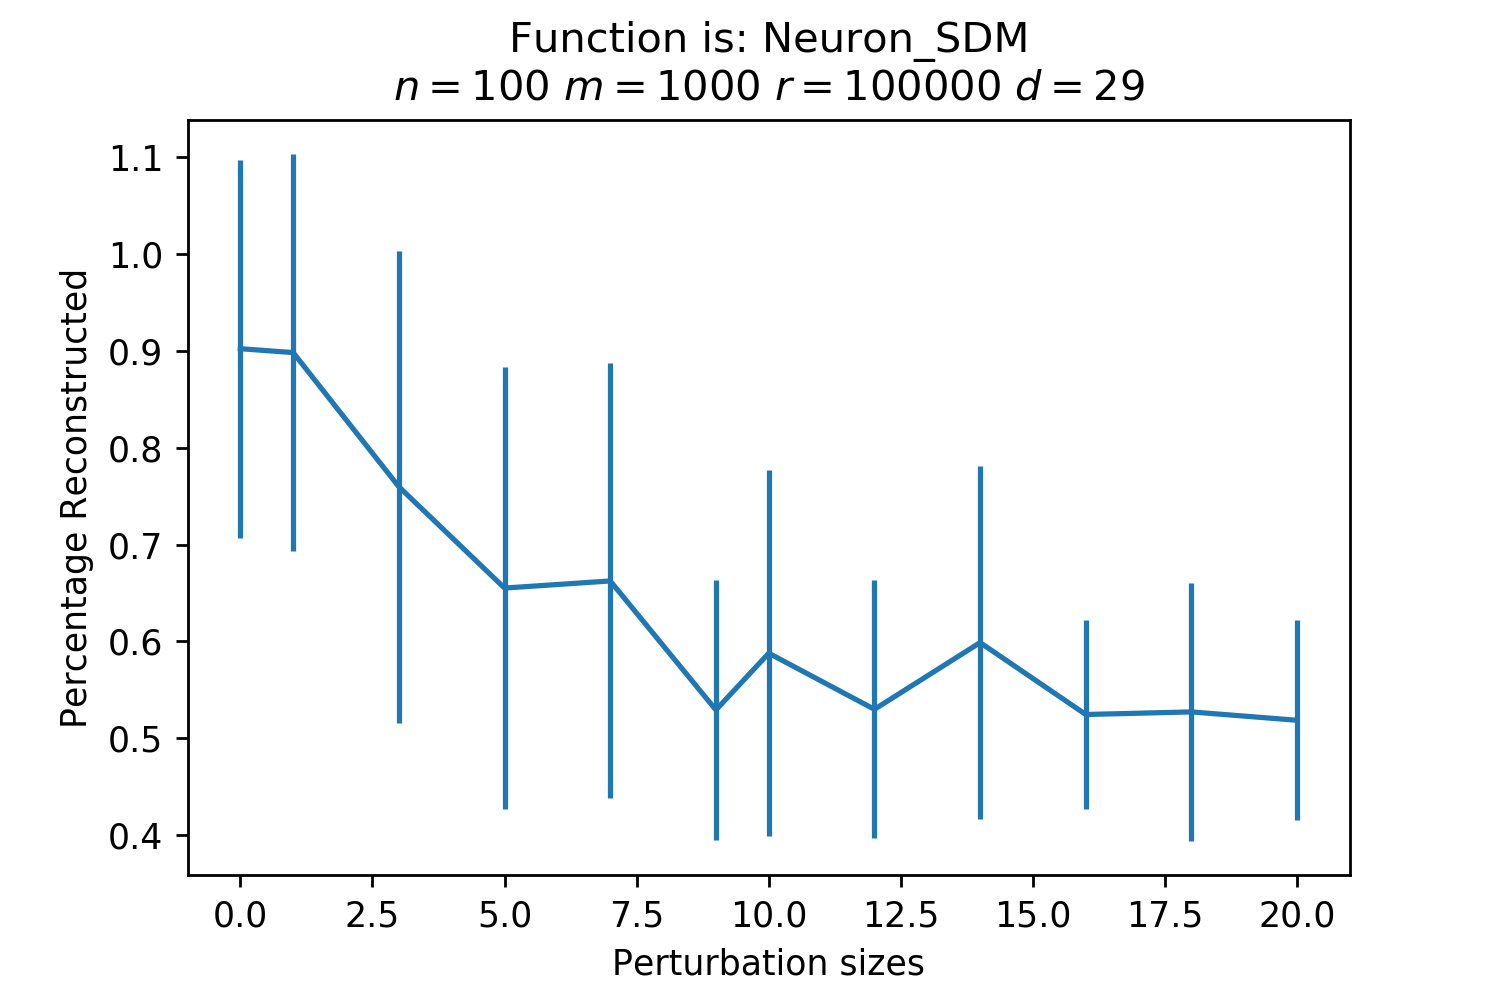 Function is: Neuron_SDM
n = 100 m = 1000 r = 100000 d = 29
1.1
1.0
0.9
0.8
0.7
0.6
0.5
0.4
Percentage Reconstructed
0.0 2.5 5.0 7.5 10.0 12.5 15.0 17.5 20.0
Perturbation sizes